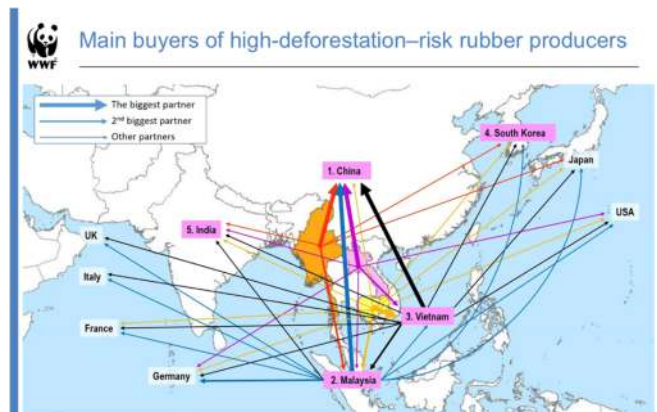 WWF
Main buyers of high-deforestation–risk rubber producers
The biggest partner
2nd biggest partner
Other partners
4. South Korea
Japan
1. China
USA
5. India
UK
Italy
3. Vietnam
France
Germany
2. Malaysia